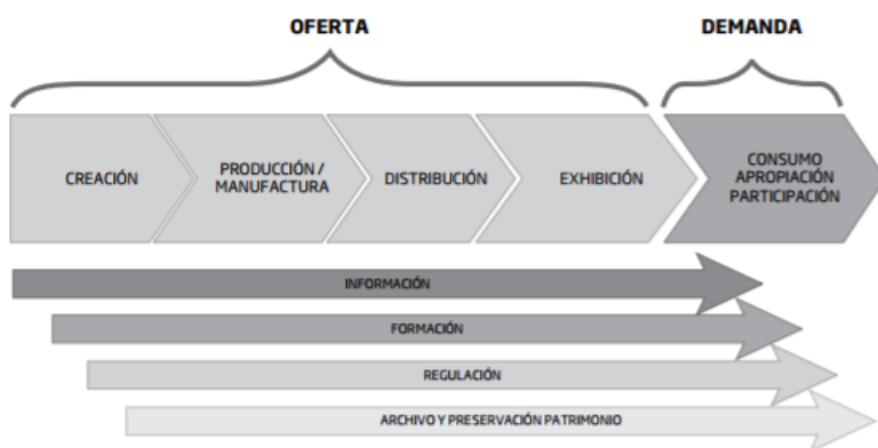 OFERTA
DEMANDA
CREACIÓN
PRODUCCIÓN /
MANUFACTURA
DISTRIBUCIÓN
EXHIBICIÓN
CONSUMO
APROPIACIÓN
PARTICIPACIÓN
INFORMACIÓN
FORMACIÓN
REGULACIÓN
ARCHIVO Y PRESERVACIÓN PATRIMONIO